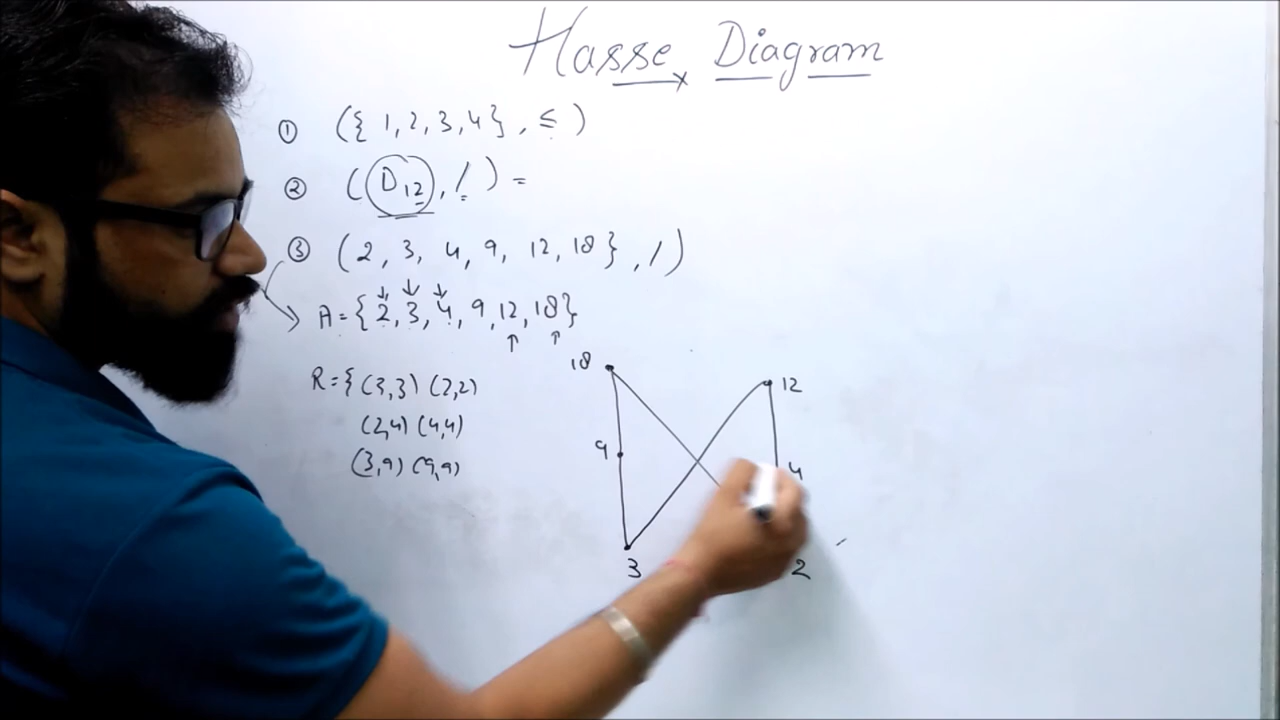 Hasse Diagram
① ({ 1, 2, 3, 4 } , ≤ )
② ( D12 , / ) =
③ ( 2 , 3 , 4 , 9 , 12 , 18 } , / )
A = { 2, 3, 4, 9, 12, 18 }
R = { (3,3) (2,2)
(2,4) (4,4)
(3,9) (9,9)
18
12
9
4
3
2